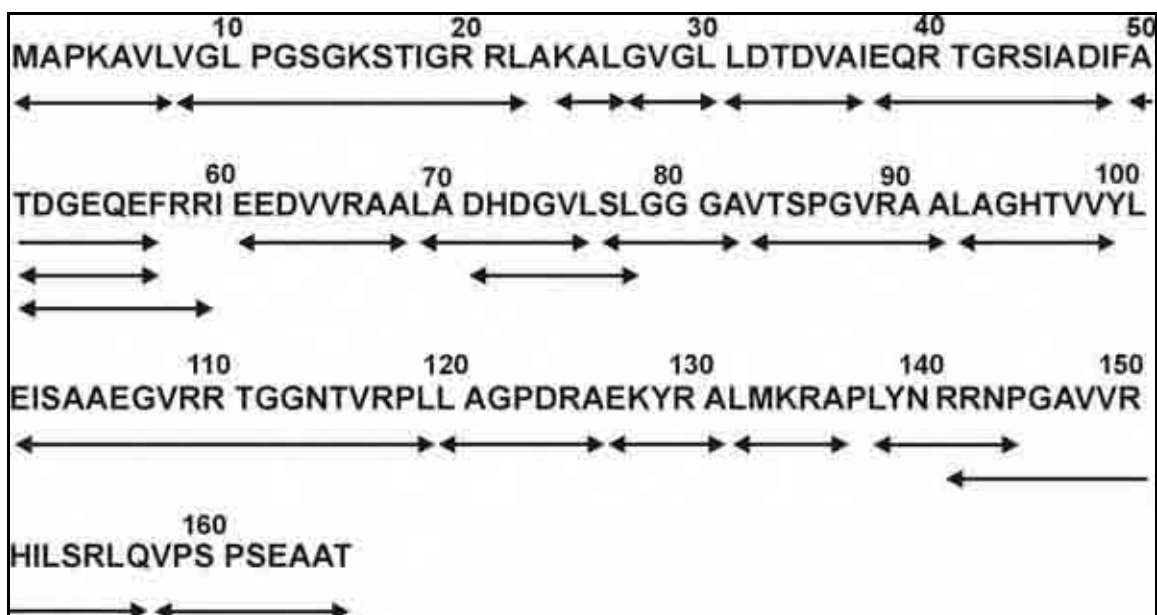 10 20 30 40 50
MAPKAVLVGL PGSGKSTIGR RLAKALGVGL LDTDVAIEQR TGRSIADIFA
60 70 80 90 100
TDGEQEFRRI EEDVVRAALA DHDGVLSLGG GAVTSPGVRAA ALAGHTVVYL
110 120 130 140 150
EISAAEGVRR TGGNTVRPLL AGPDRAEKYR ALMKRAPLYN RRNPGAVVR
160
HILSRLQVPS PSEAAT